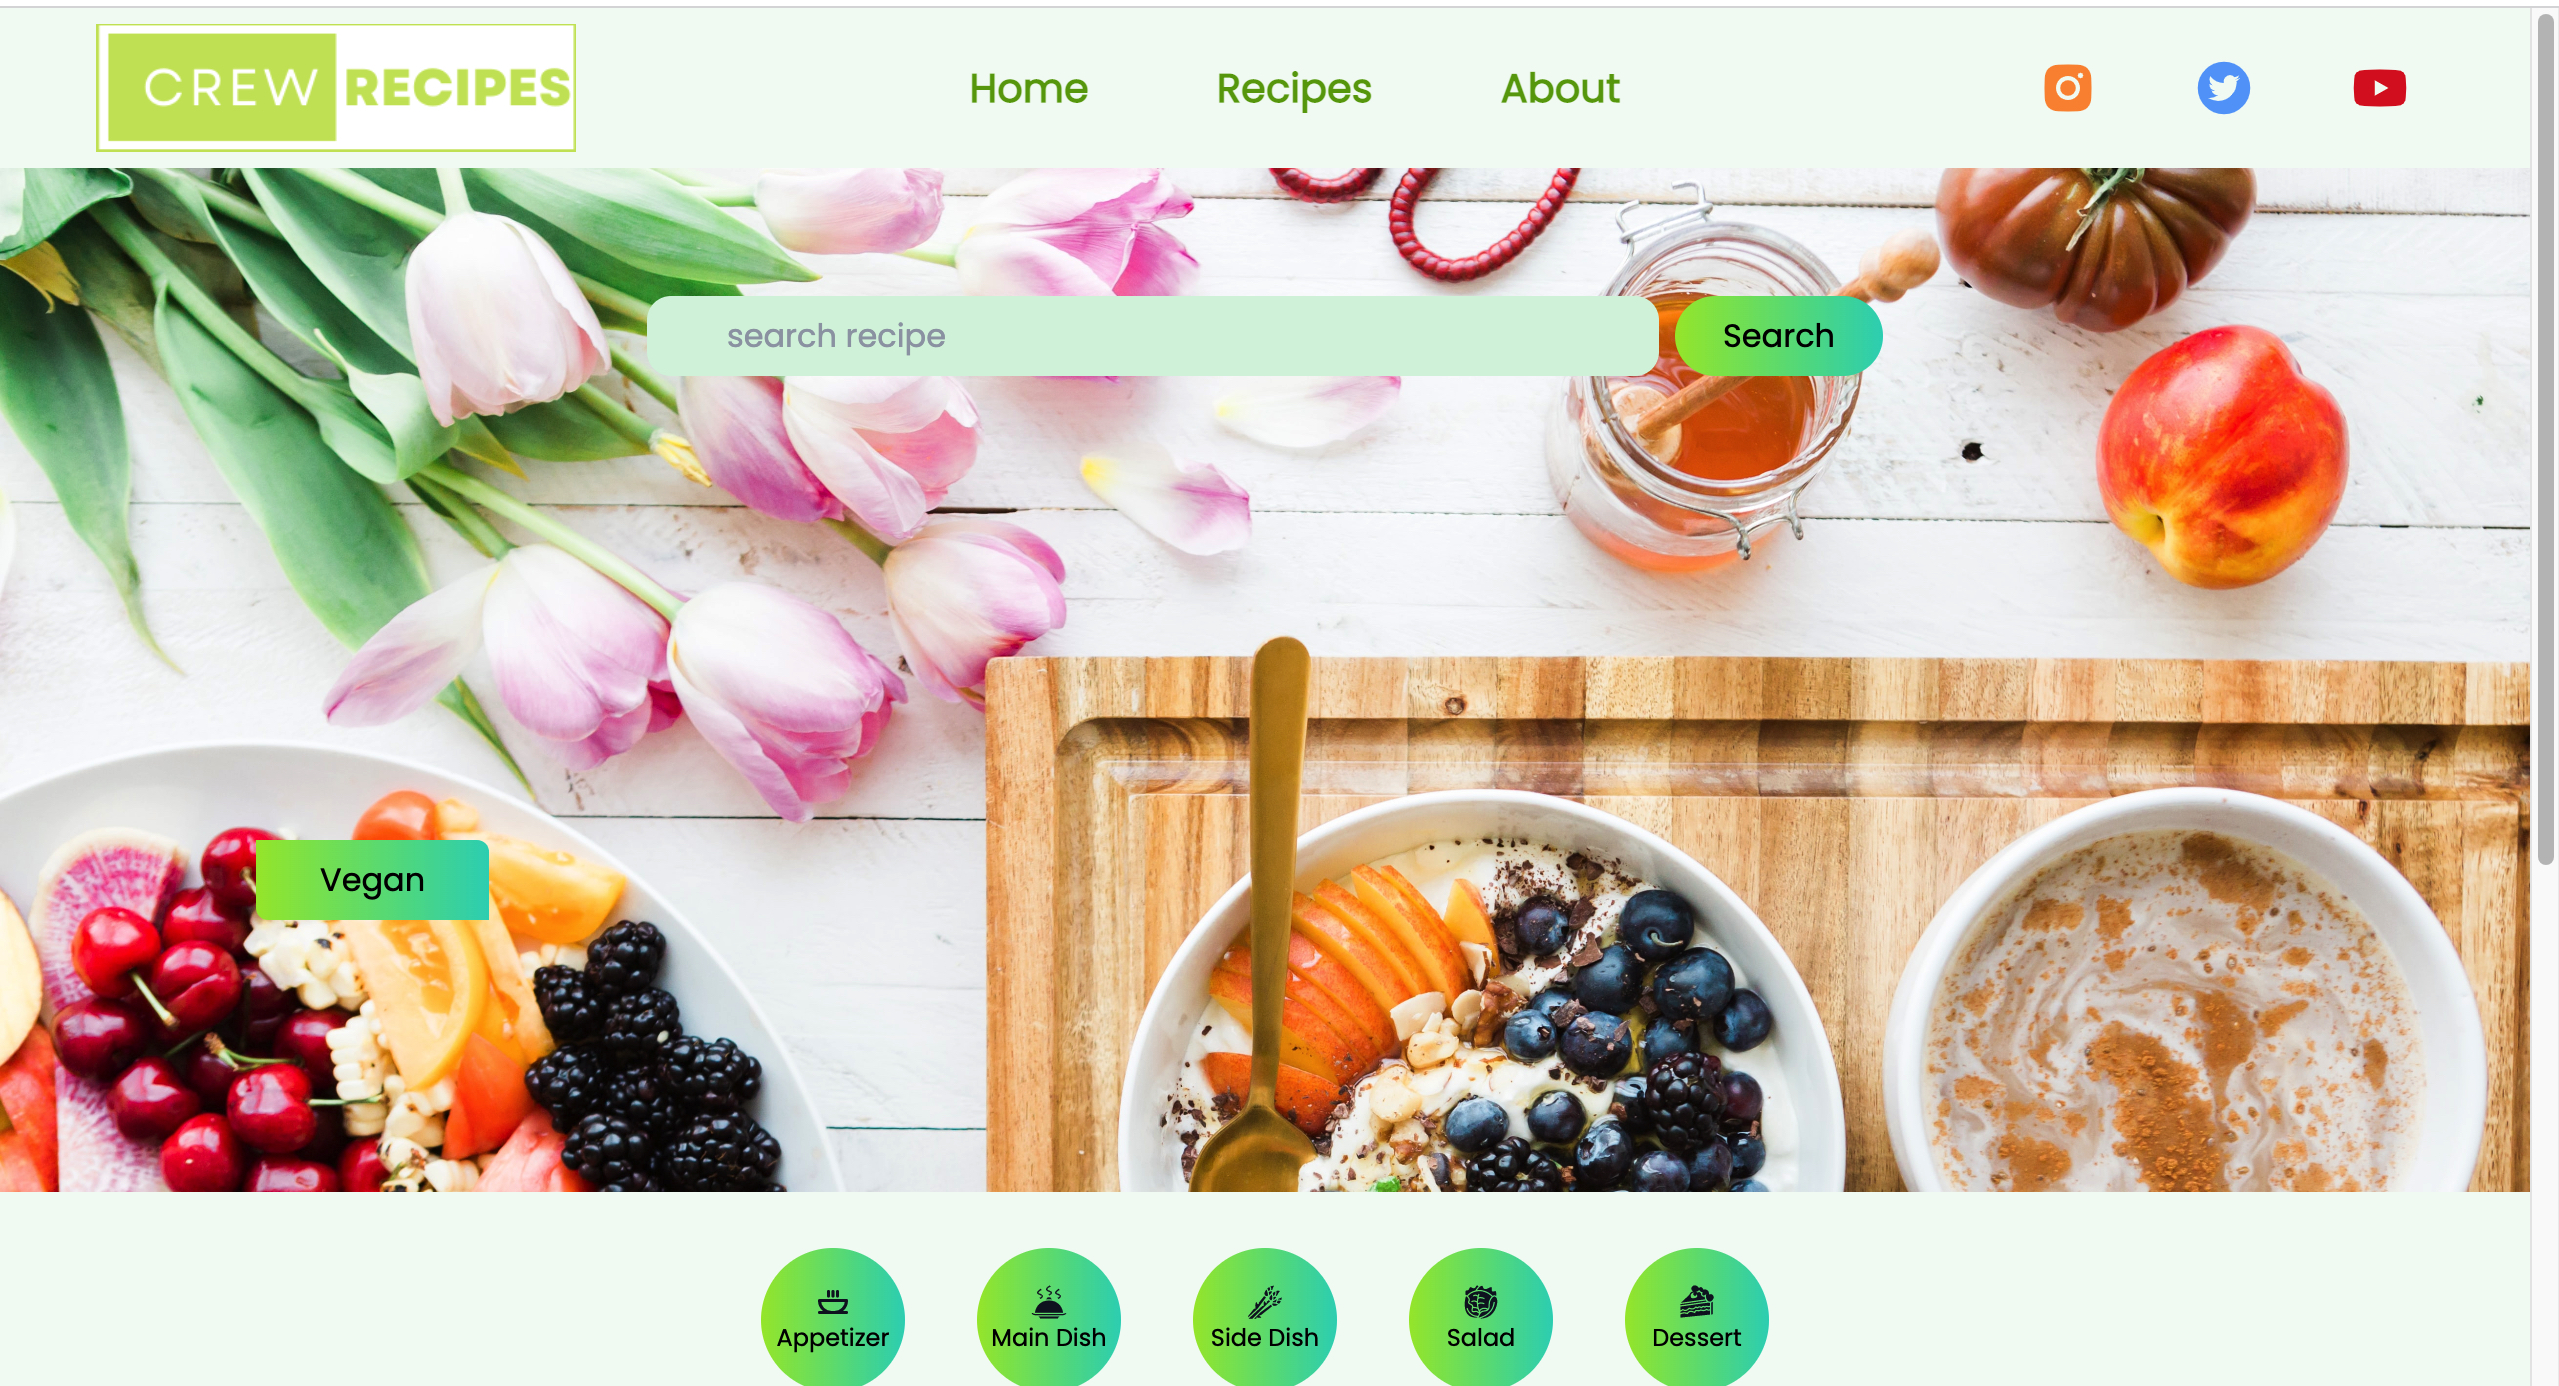 CREW RECIPES
Home Recipes About
search recipe Search
Vegan
Appetizer Main Dish Side Dish Salad Dessert